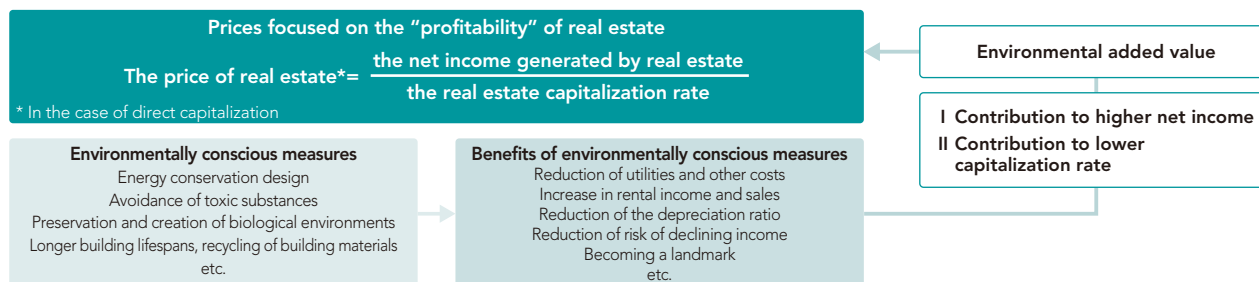 Prices focused on the “profitability” of real estate
The price of real estate*= the net income generated by real estate
the real estate capitalization rate
* In the case of direct capitalization
Environmental added value
I Contribution to higher net income
II Contribution to lower
capitalization rate
Environmentally conscious measures
Energy conservation design
Avoidance of toxic substances
Preservation and creation of biological environments
Longer building lifespans, recycling of building materials
etc.
Benefits of environmentally conscious measures
Reduction of utilities and other costs
Increase in rental income and sales
Reduction of the depreciation ratio
Reduction of risk of declining income
Becoming a landmark
etc.